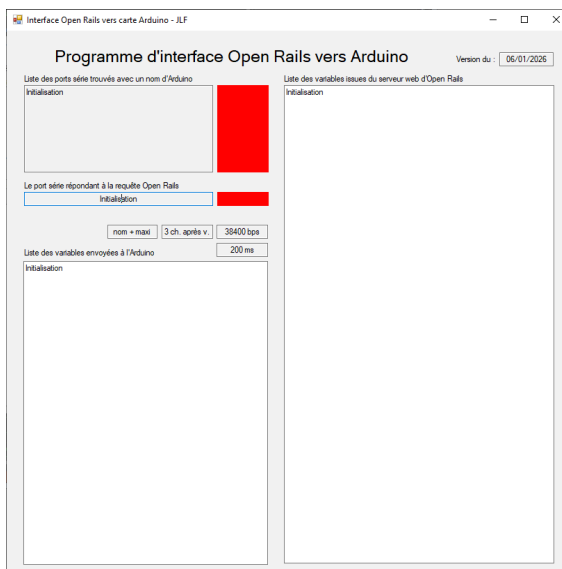 Interface Open Rails vers carte Arduino - JLF
Programme d'interface Open Rails vers Arduino
Version du :
06/01/2026
Liste des ports série trouvés avec un nom d'Arduino
Initialisation
Liste des variables issues du serveur web d'Open Rails
Initialisation
Le port série répondant à la requête Open Rails
Initialisation
nom + maxi
3 ch. après v.
38400 bps
200 ms
Liste des variables envoyées à l'Arduino
Initialisation